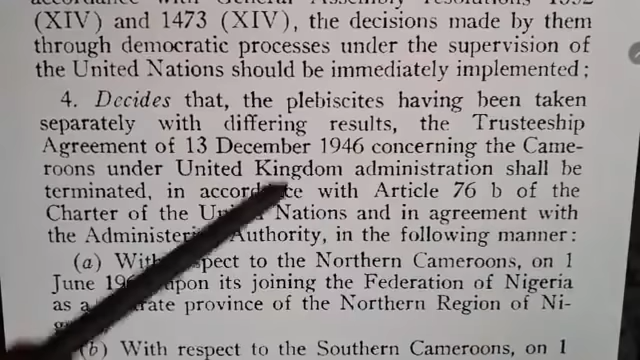 (XIV) and 1473 (XIV), the decisions made by them
through democratic processes under the supervision
of the United Nations should be immediately implemented;
4. Decides that, the plebiscites having been taken
separately with differing results, the Trusteeship
Agreement of 13 December 1946 concerning the Came-
roons under United Kingdom administration shall be
terminated, in accordance with Article 76 b of the
Charter of the Nations and in agreement with
the Authority, in the following manner:
(a) With to the Northern Cameroons, on 1
June upon its joining the Federation of Nigeria
as a province of the Northern Region of Ni-
(b) With respect to the Southern Cameroons, on 1